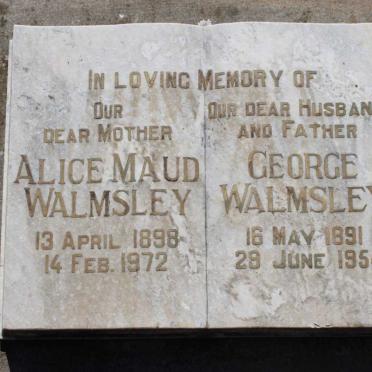 IN LOVING MEMORY OF
OUR
DEAR MOTHER
ALICE MAUD
WALMSLEY
13 APRIL 1898
14 FEB. 1972
OUR DEAR HUSBAN
AND FATHER
GEORGE
WALMSLEY
16 MAY 1891
29 JUNE 195